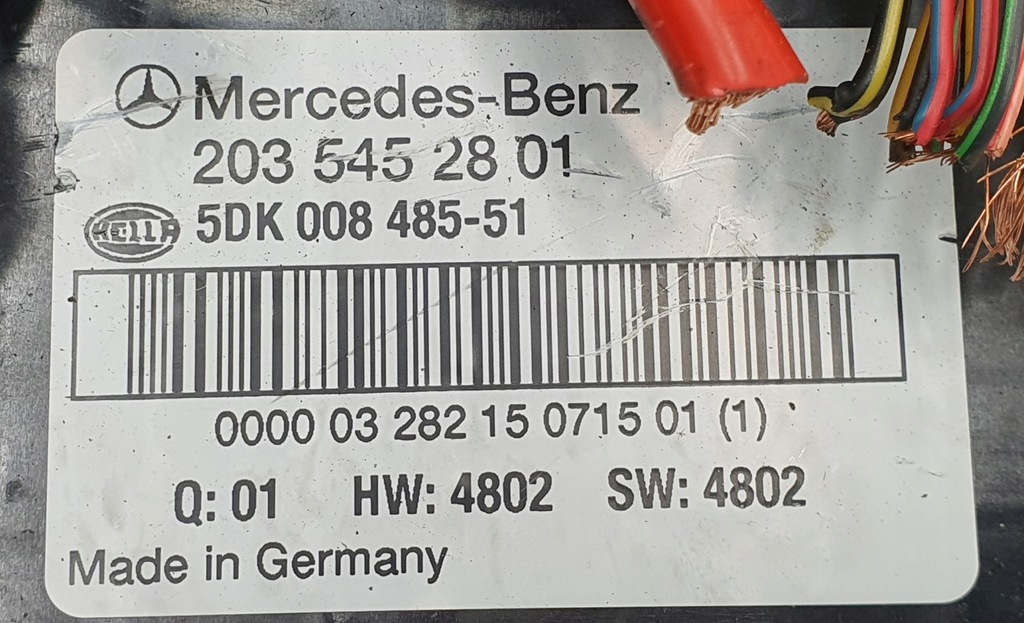 Mercedes-Benz
203 545 28 01
HELLA 5DK 008 485-51
0000 03 282 15 0715 01 (1)
Q: 01 HW: 4802 SW: 4802
Made in Germany